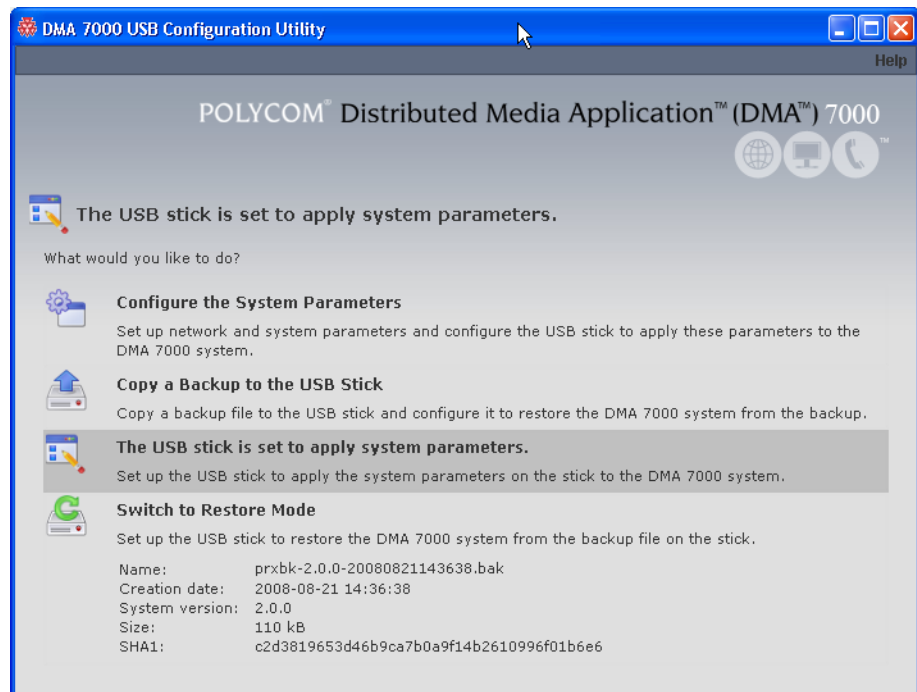 DMA 7000 USB Configuration Utility
Help
POLYCOM® Distributed Media Application™ (DMA™) 7000
™
The USB stick is set to apply system parameters.
What would you like to do?
Configure the System Parameters
Set up network and system parameters and configure the USB stick to apply these parameters to the
DMA 7000 system.
Copy a Backup to the USB Stick
Copy a backup file to the USB stick and configure it to restore the DMA 7000 system from the backup.
The USB stick is set to apply system parameters.
Set up the USB stick to apply the system parameters on the stick to the DMA 7000 system.
Switch to Restore Mode
Set up the USB stick to restore the DMA 7000 system from the backup file on the stick.
Name: prxbk-2.0.0-20080821143638.bak
Creation date: 2008-08-21 14:36:38
System version: 2.0.0
Size: 110 kB
SHA1: c2d3819653d46b9ca7b0a9f14b2610996f01b6e6